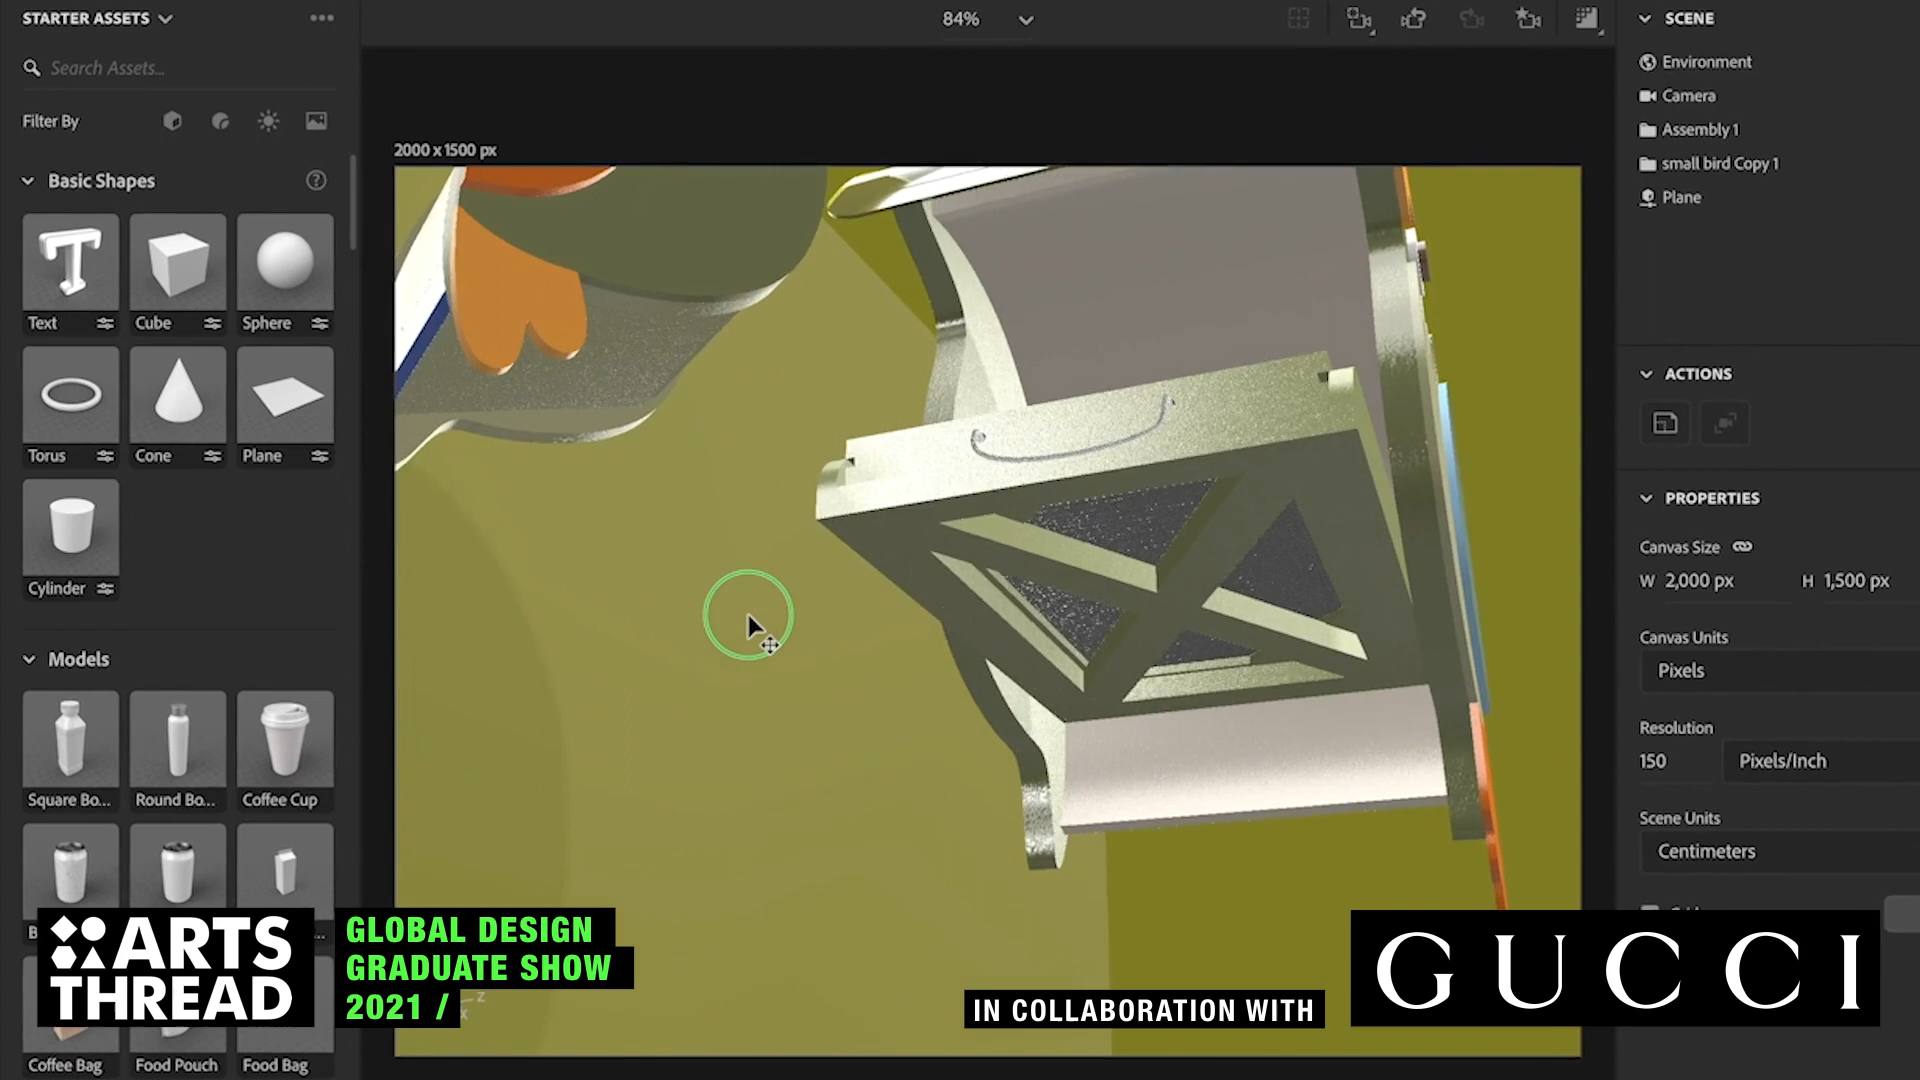 STARTER ASSETS
Search Assets...
Filter By
Basic Shapes
Text
Cube
Sphere
Torus
Cone
Plane
Cylinder
Models
Square Bo...
Round Bo...
Coffee Cup
Coffee Bag
Food Pouch
Food Bag
84%
2000 x 1500 px
SCENE
Environment
Camera
Assembly 1
small bird Copy 1
Plane
ACTIONS
PROPERTIES
Canvas Size
W 2,000 px H 1,500 px
Canvas Units
Pixels
Resolution
150 Pixels/Inch
Scene Units
Centimeters
ARTS
THREAD
GLOBAL DESIGN
GRADUATE SHOW
2021 /
IN COLLABORATION WITH
GUCCI